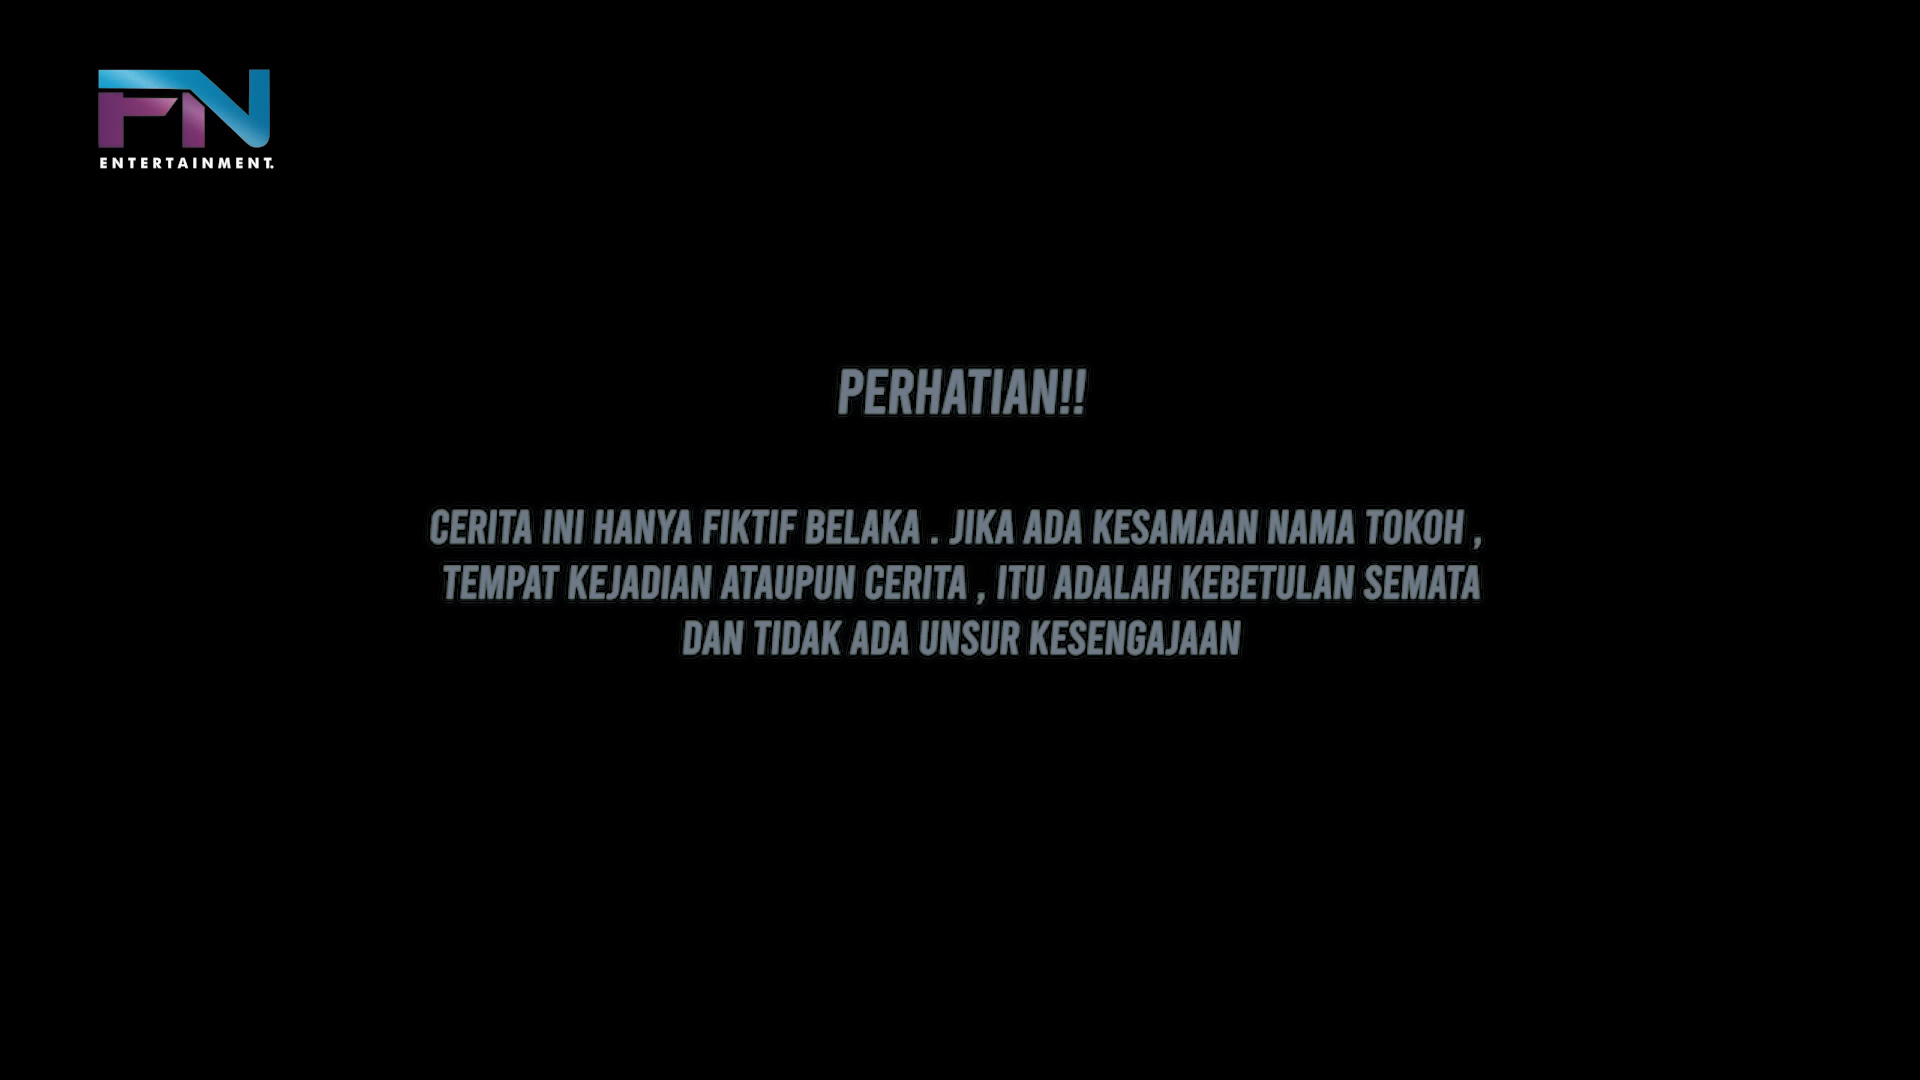 FN
ENTERTAINMENT.
PERHATIAN!!
CERITA INI HANYA FIKTIF BELAKA . JIKA ADA KESAMAAN NAMA TOKOH ,
TEMPAT KEJADIAN ATAUPUN CERITA , ITU ADALAH KEBETULAN SEMATA
DAN TIDAK ADA UNSUR KESENGAJAAN